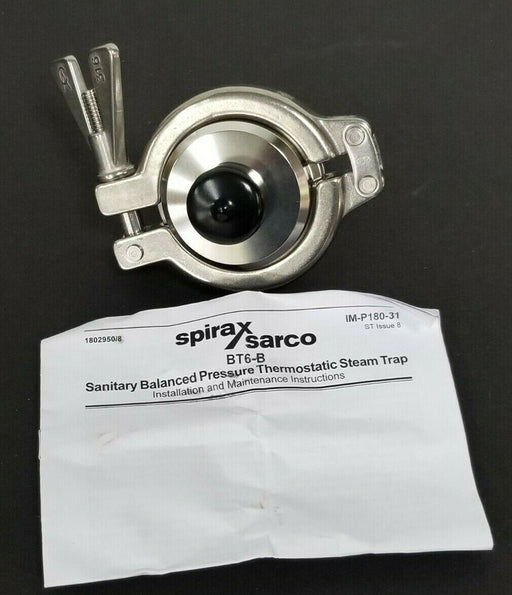 304
1802950/8
spirax
sarco
IM-P180-31
ST Issue 8
BT6-B
Sanitary Balanced Pressure Thermostatic Steam Trap
Installation and Maintenance Instructions